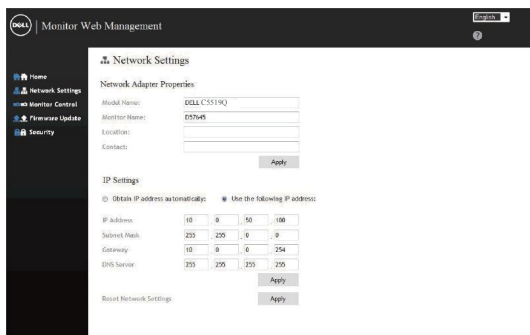 DELL
Monitor Web Management
English
?
Network Settings
Home
Network Settings
Monitor Control
Firmware Update
Security
Network Adapter Properties
Model Name: DELL C5519Q
Monitor Name: D57645
Location:
Contact:
Apply
IP Settings
Obtain IP address automatically: Use the following IP address:
IP Address 10 . 0 . 50 . 100
Subnet Mask 255 . 255 . 0 . 0
Gateway 10 . 0 . 0 . 254
DNS Server 255 . 255 . 255 . 255
Apply
Reset Network Settings Apply